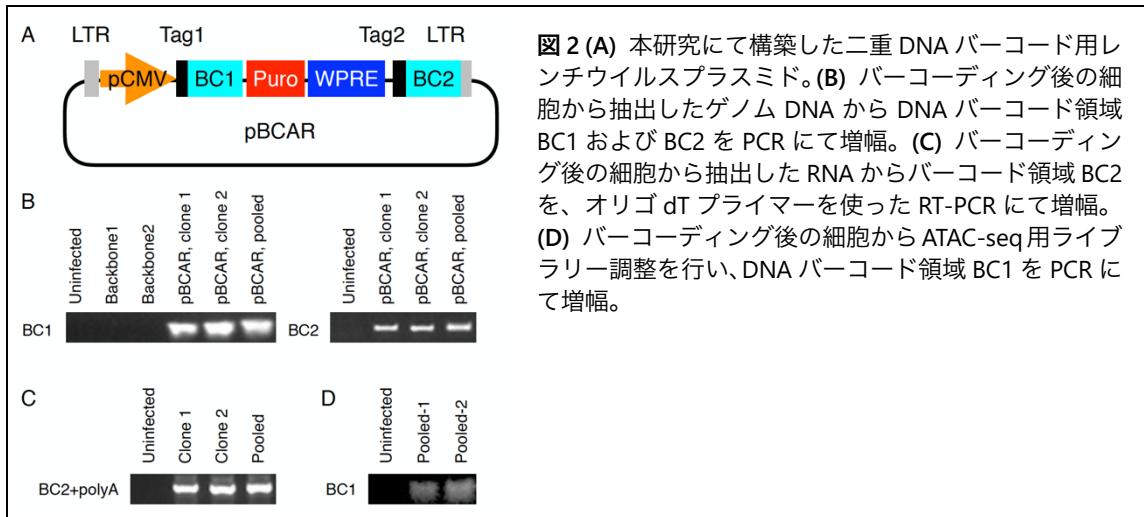 A
LTR Tag1 Tag2 LTR
pCMV BC1 Puro WPRE BC2
pBCAR
B
Uninfected
Backbone1
Backbone2
pBCAR, clone 1
pBCAR, clone 2
pBCAR, pooled
BC1
Uninfected
pBCAR, clone 1
pBCAR, clone 2
pBCAR, pooled
BC2
C
Uninfected
Clone 1
Clone 2
Pooled
BC2+polyA
D
Uninfected
Pooled-1
Pooled-2
BC1
図 2 (A) 本研究にて構築した二重 DNA バーコード用レ
ンチウイルスプラスミド。(B) バーコーディング後の細
胞から抽出したゲノム DNA から DNA バーコード領域
BC1 および BC2 を PCR にて増幅。(C) バーコーディン
グ後の細胞から抽出した RNA からバーコード領域 BC2
を、オリゴ dT プライマーを使った RT-PCR にて増幅。
(D) バーコーディング後の細胞から ATAC-seq 用ライブ
ラリー調整を行い、DNA バーコード領域 BC1 を PCR に
て増幅。